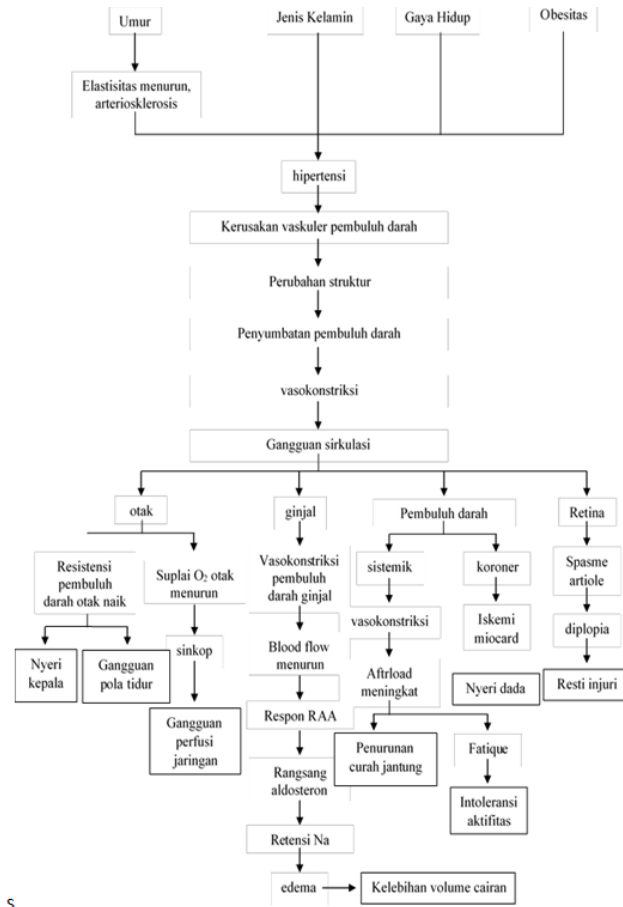 Umur
Jenis Kelamin
Gaya Hidup
Obesitas
Elastisitas menurun,
arteriosklerosis
hipertensi
Kerusakan vaskuler pembuluh darah
Perubahan struktur
Penyumbatan pembuluh darah
vasokonstriksi
Gangguan sirkulasi
otak
ginjal
Pembuluh darah
Retina
Resistensi
pembuluh
darah otak naik
Suplai O₂ otak
menurun
Vasokonstriksi
pembuluh
darah ginjal
sistemik
koroner
Spasme
artiole
Nyeri
kepala
Gangguan
pola tidur
sinkop
Gangguan
perfusi
jaringan
Blood flow
menurun
Respon RAA
Rangsang
aldosteron
Retensi Na
edema
Kelebihan volume cairan
vasokonstriksi
Aftrload
meningkat
Penurunan
curah jantung
Fatique
Intoleransi
aktifitas
Iskemi
miocard
Nyeri dada
diplopia
Resti injuri
S